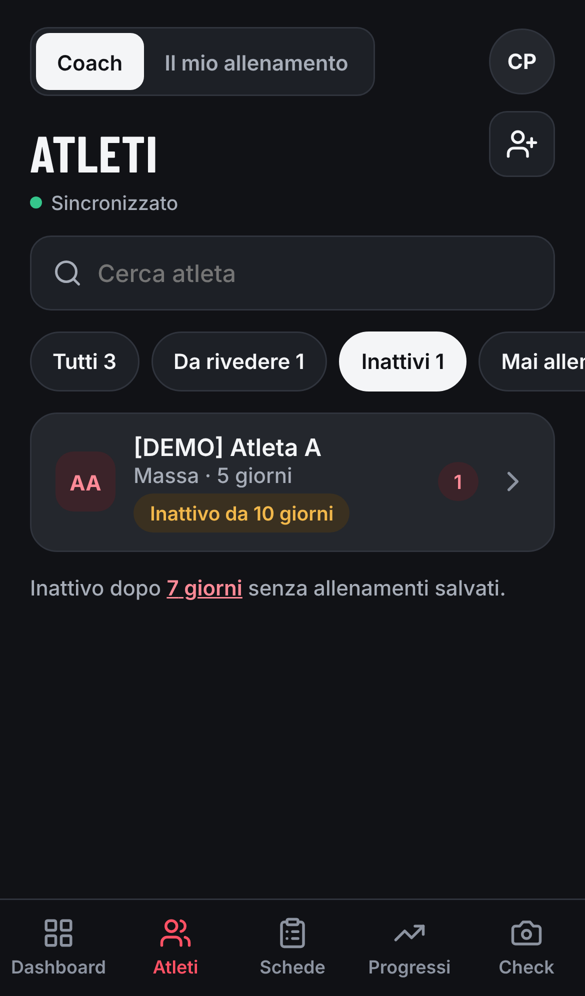 Coach
Il mio allenamento
CP
ATLETI
Sincronizzato
Cerca atleta
Tutti 3
Da rivedere 1
Inattivi 1
Mai aller
AA
[DEMO] Atleta A
Massa · 5 giorni
Inattivo da 10 giorni
1
Inattivo dopo 7 giorni senza allenamenti salvati.
Dashboard
Atleti
Schede
Progressi
Check